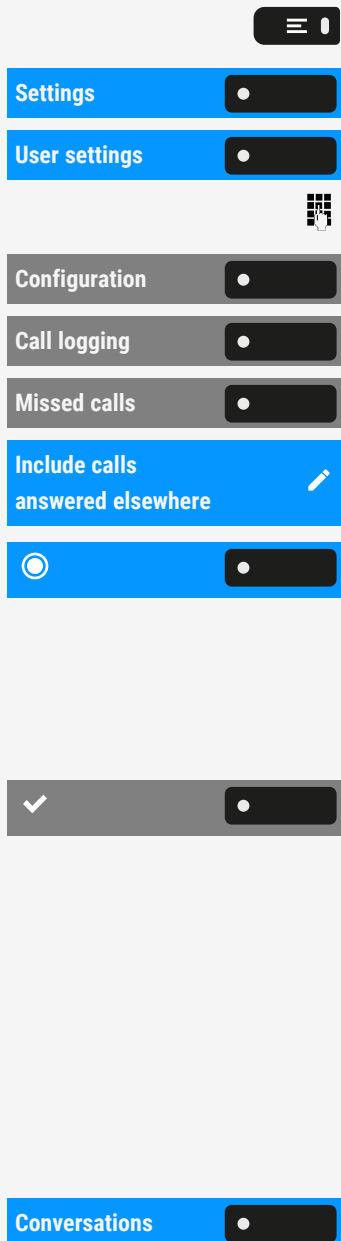 Settings
User settings
Configuration
Call logging
Missed calls
Include calls
answered elsewhere
Conversations